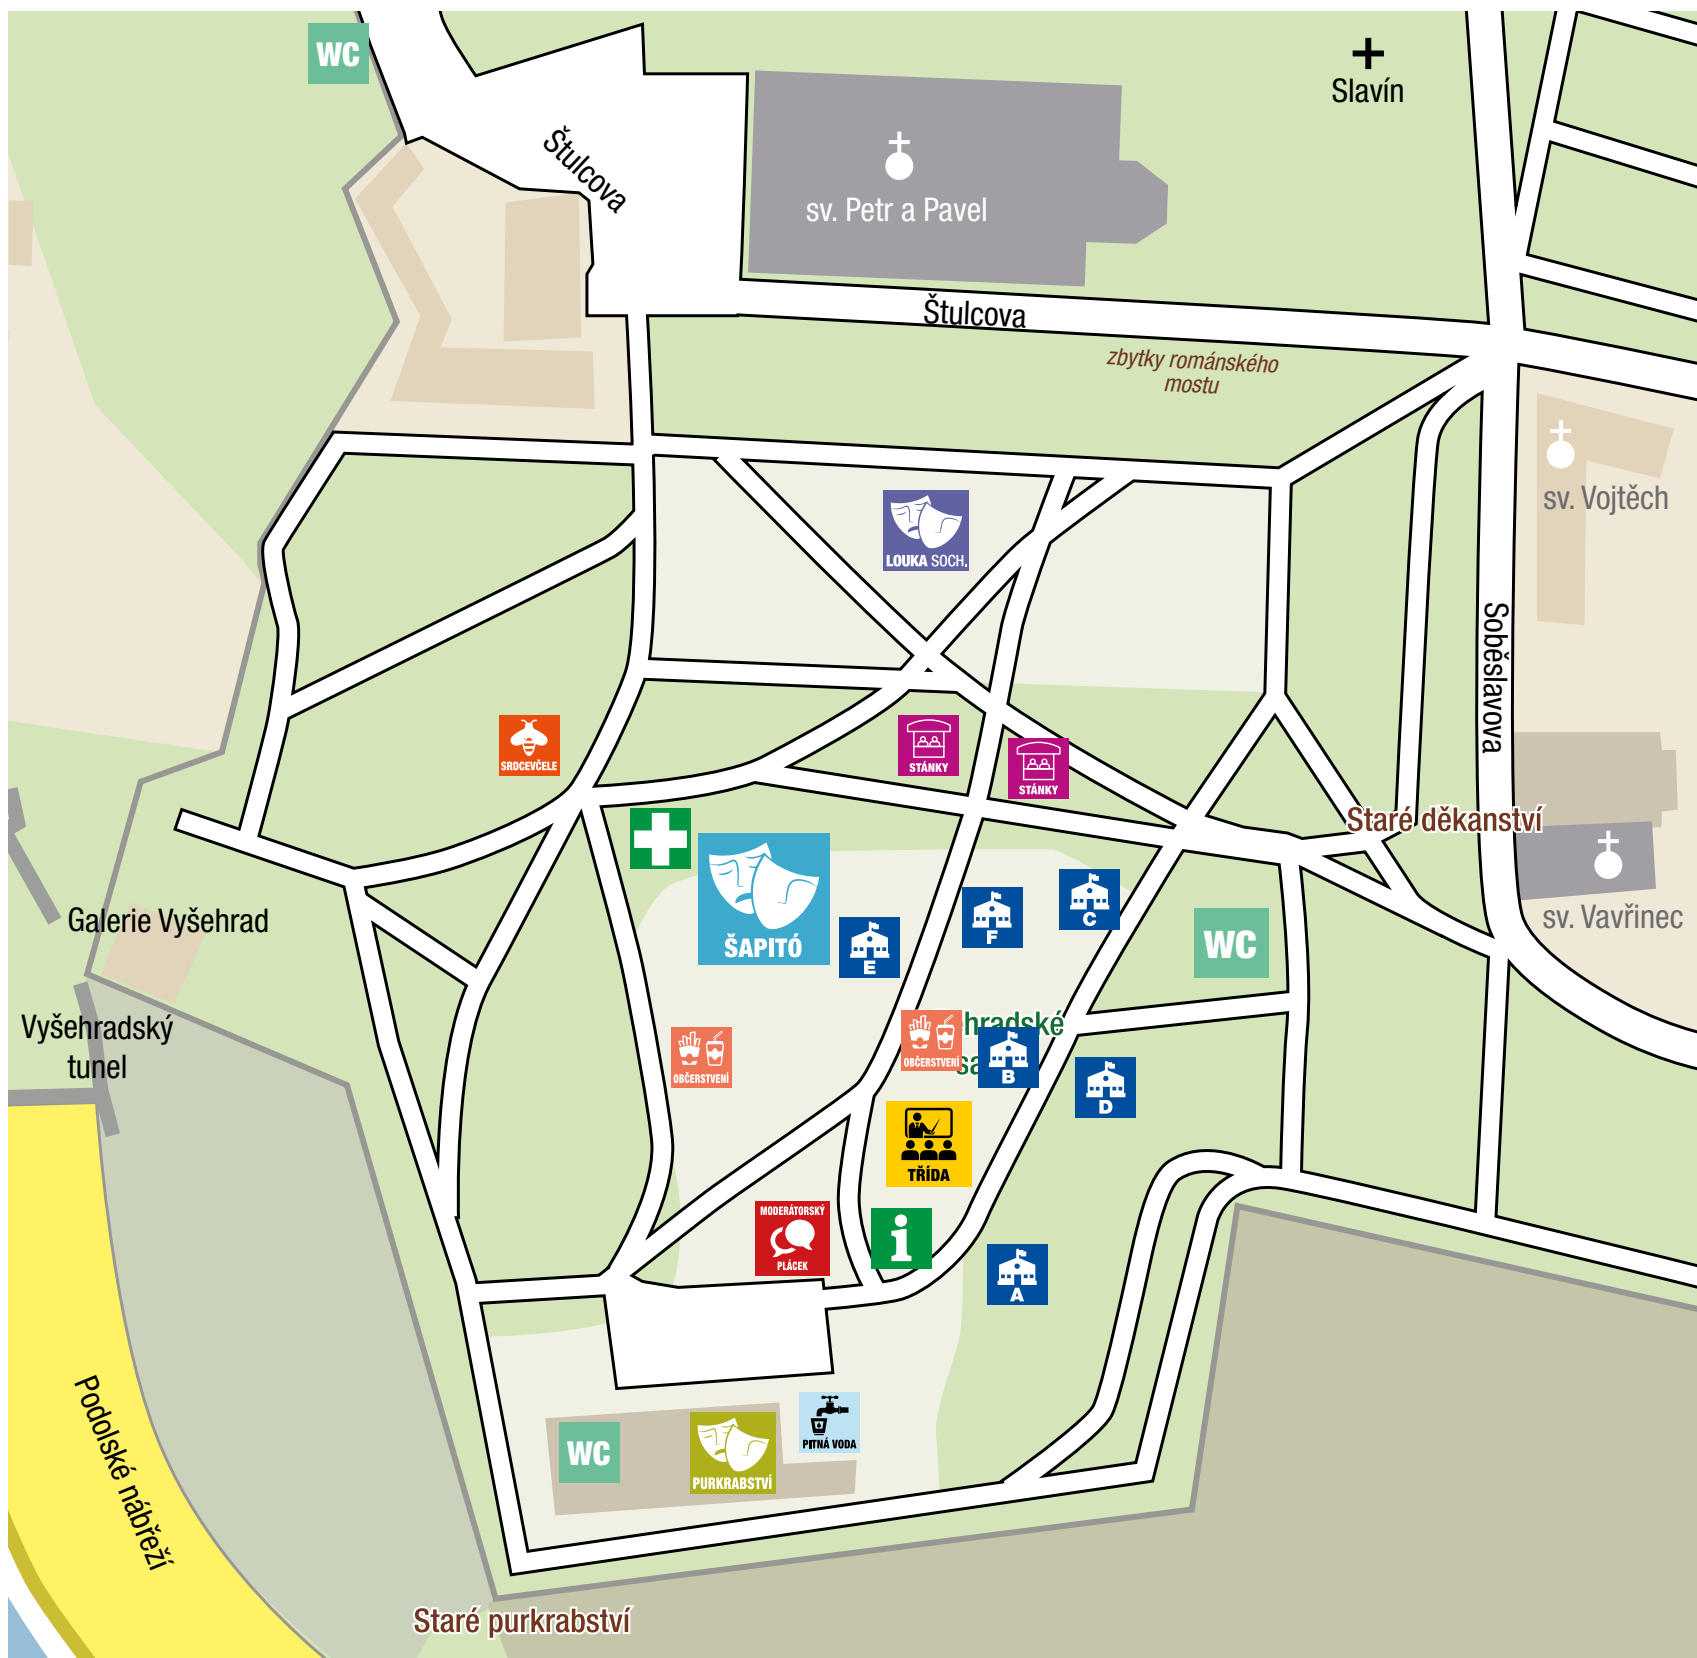 WC
Slavín
Štulcova
sv. Petr a Pavel
Štulcova
zbytky románského
mostu
sv. Vojtěch
LOUKA SOCH.
Soběslavova
SRDCEVČELE
STÁNKY
STÁNKY
Staré děkanství
ŠAPITÓ
E
F
C
WC
sv. Vavřinec
Galerie Vyšehrad
Vyšehradský
tunel
hradské
sa
OBČERSTVENÍ
OBČERSTVENÍ
B
D
TŘÍDA
MODERÁTORSKÝ
PLÁCEK
i
A
Podolské nábřeží
WC
PURKRABSTVÍ
PITNÁ VODA
Staré purkrabství